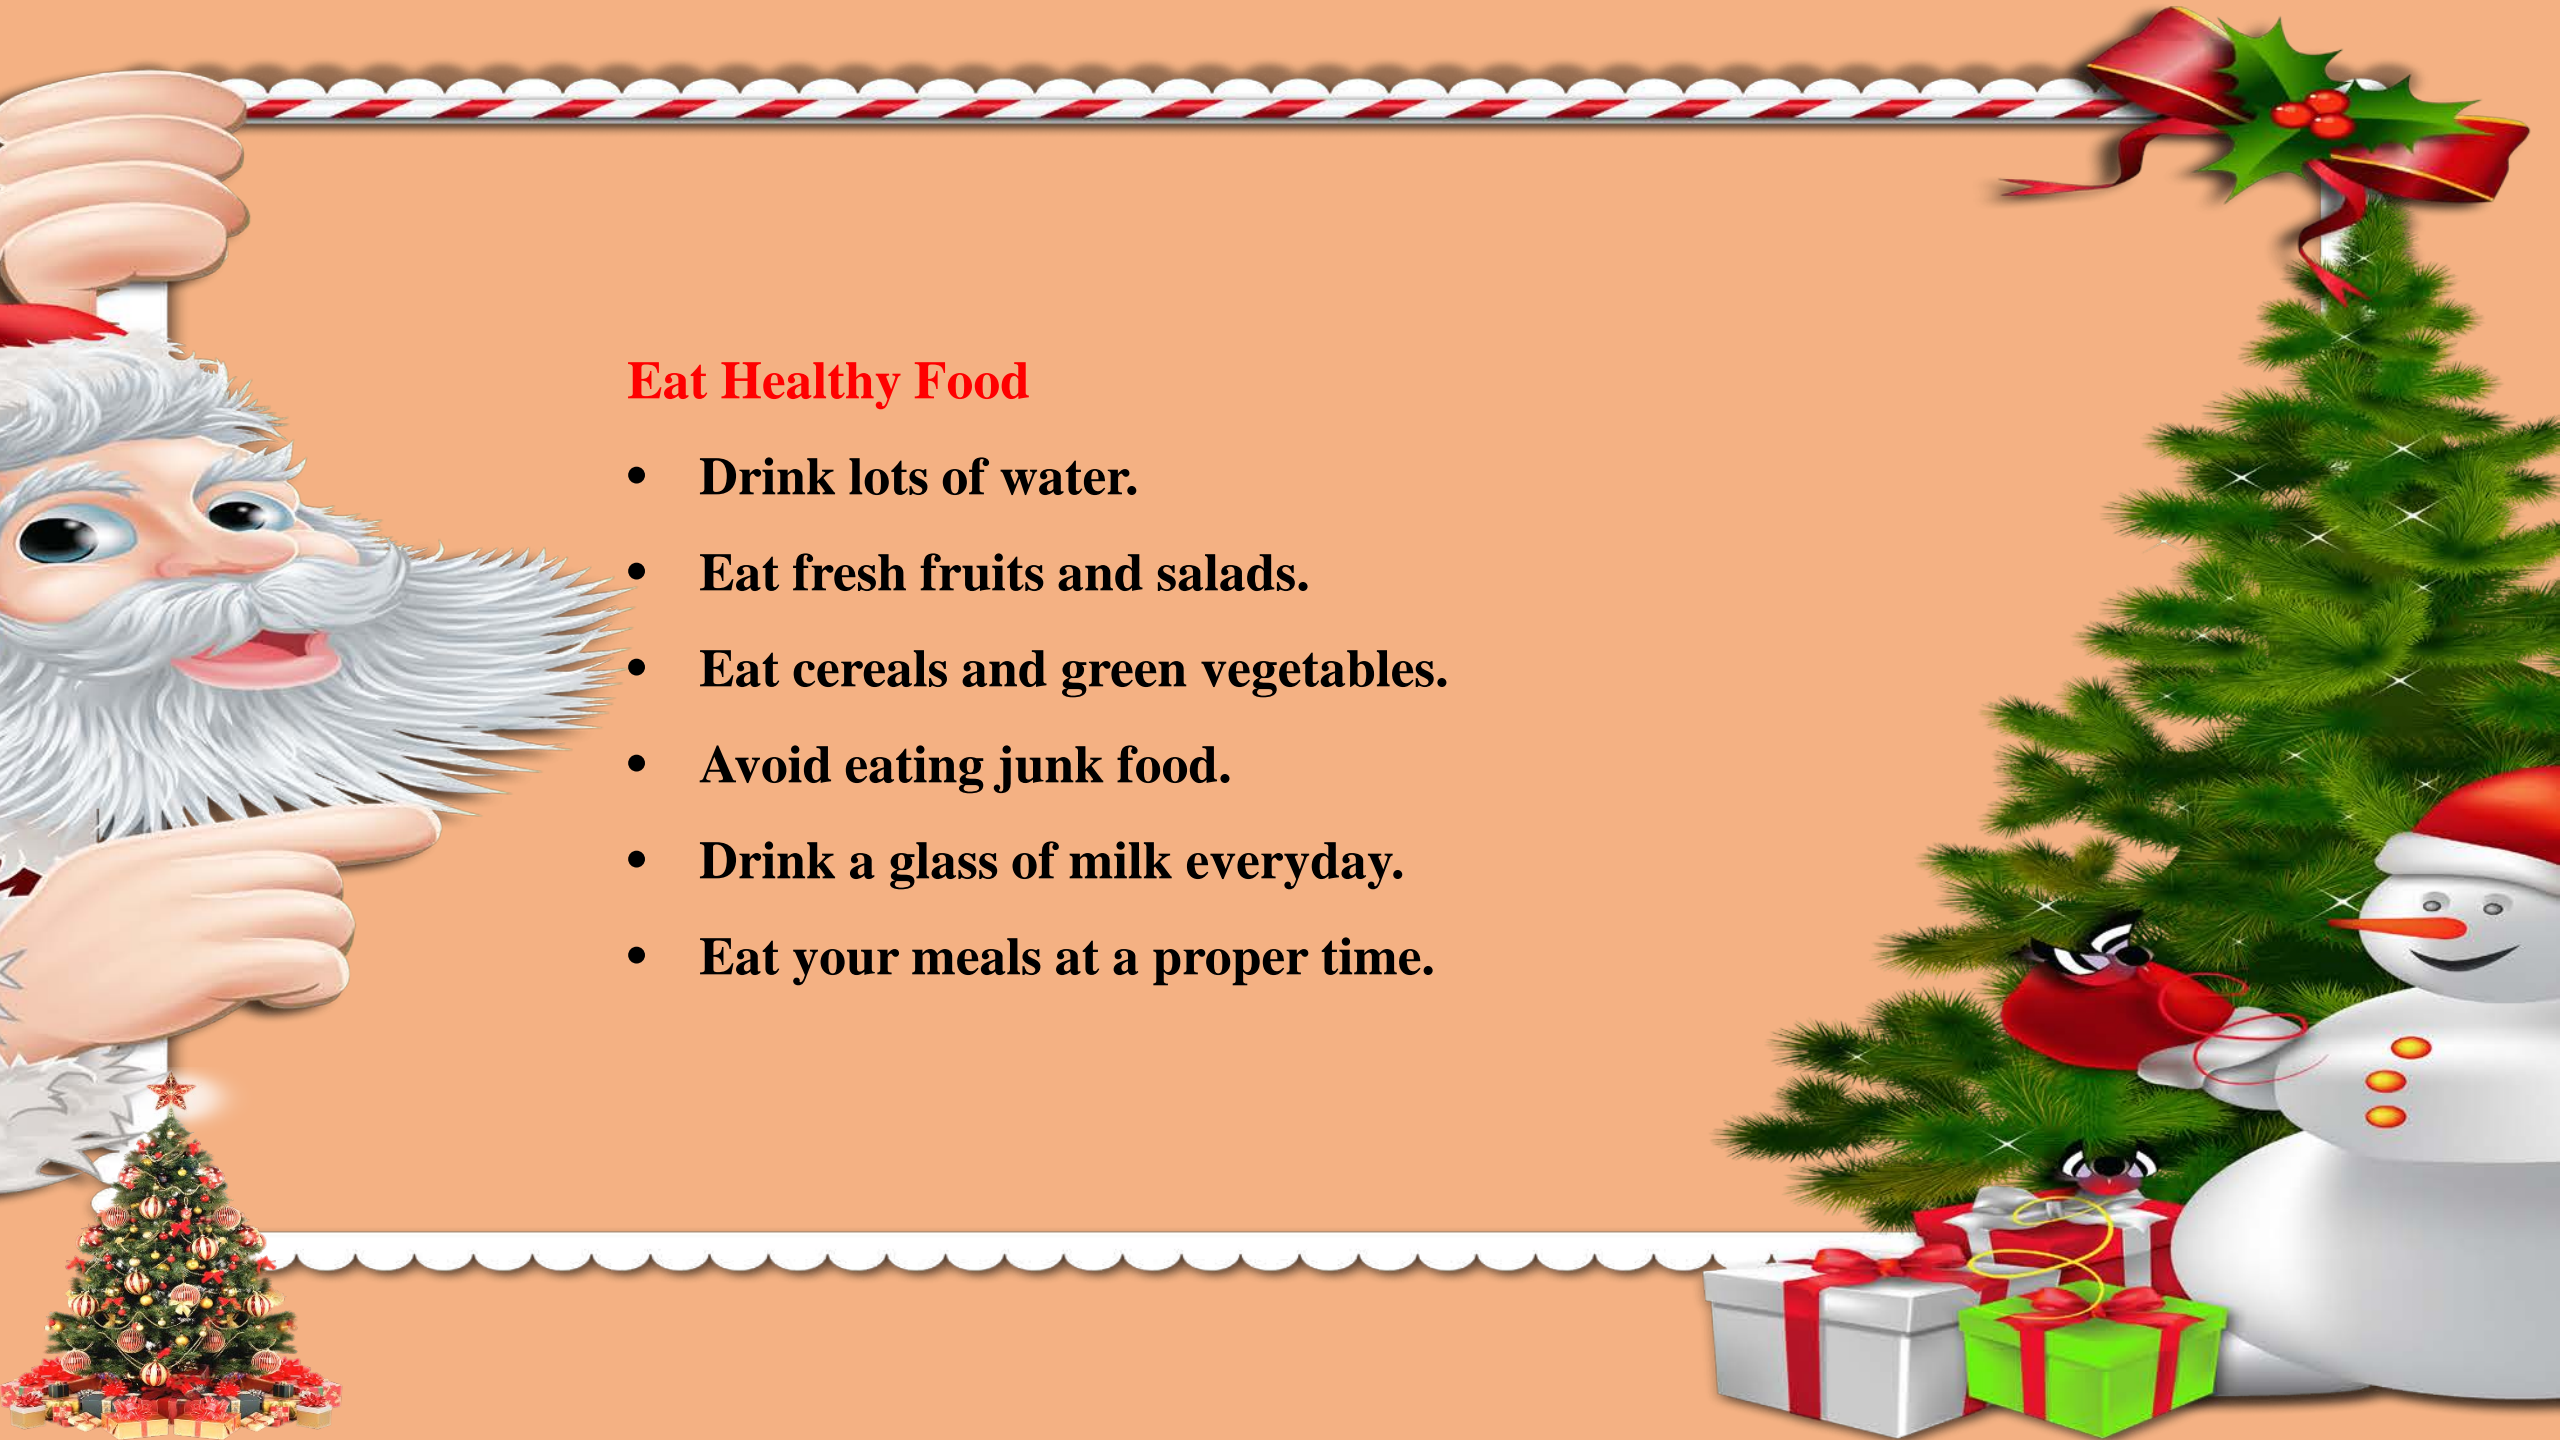 Eat Healthy Food
• Drink lots of water.
• Eat fresh fruits and salads.
• Eat cereals and green vegetables.
• Avoid eating junk food.
• Drink a glass of milk everyday.
• Eat your meals at a proper time.